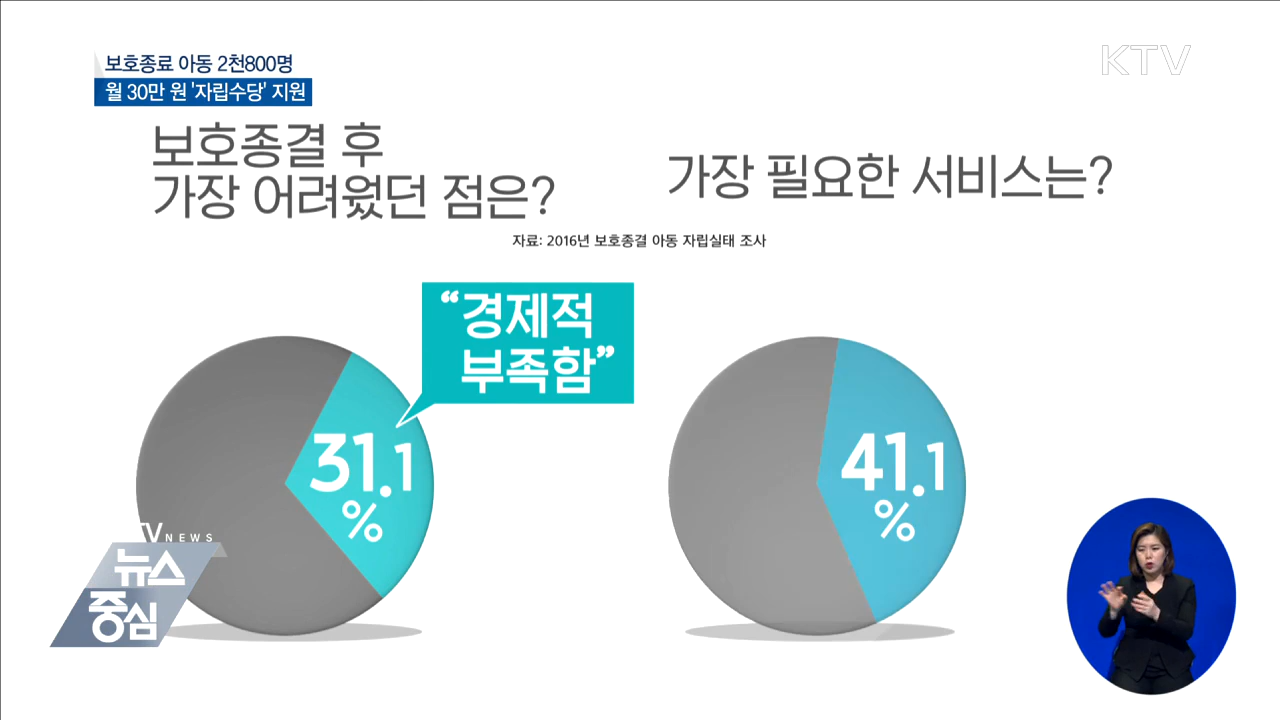 보호종료 아동 2천800명
월 30만 원 '자립수당' 지원
KTV
보호종결 후
가장 어려웠던 점은?
가장 필요한 서비스는?
자료: 2016년 보호종결 아동 자립실태 조사
“경제적
부족함”
31.1
%
41.1
%
TV NEWS
뉴스
중심